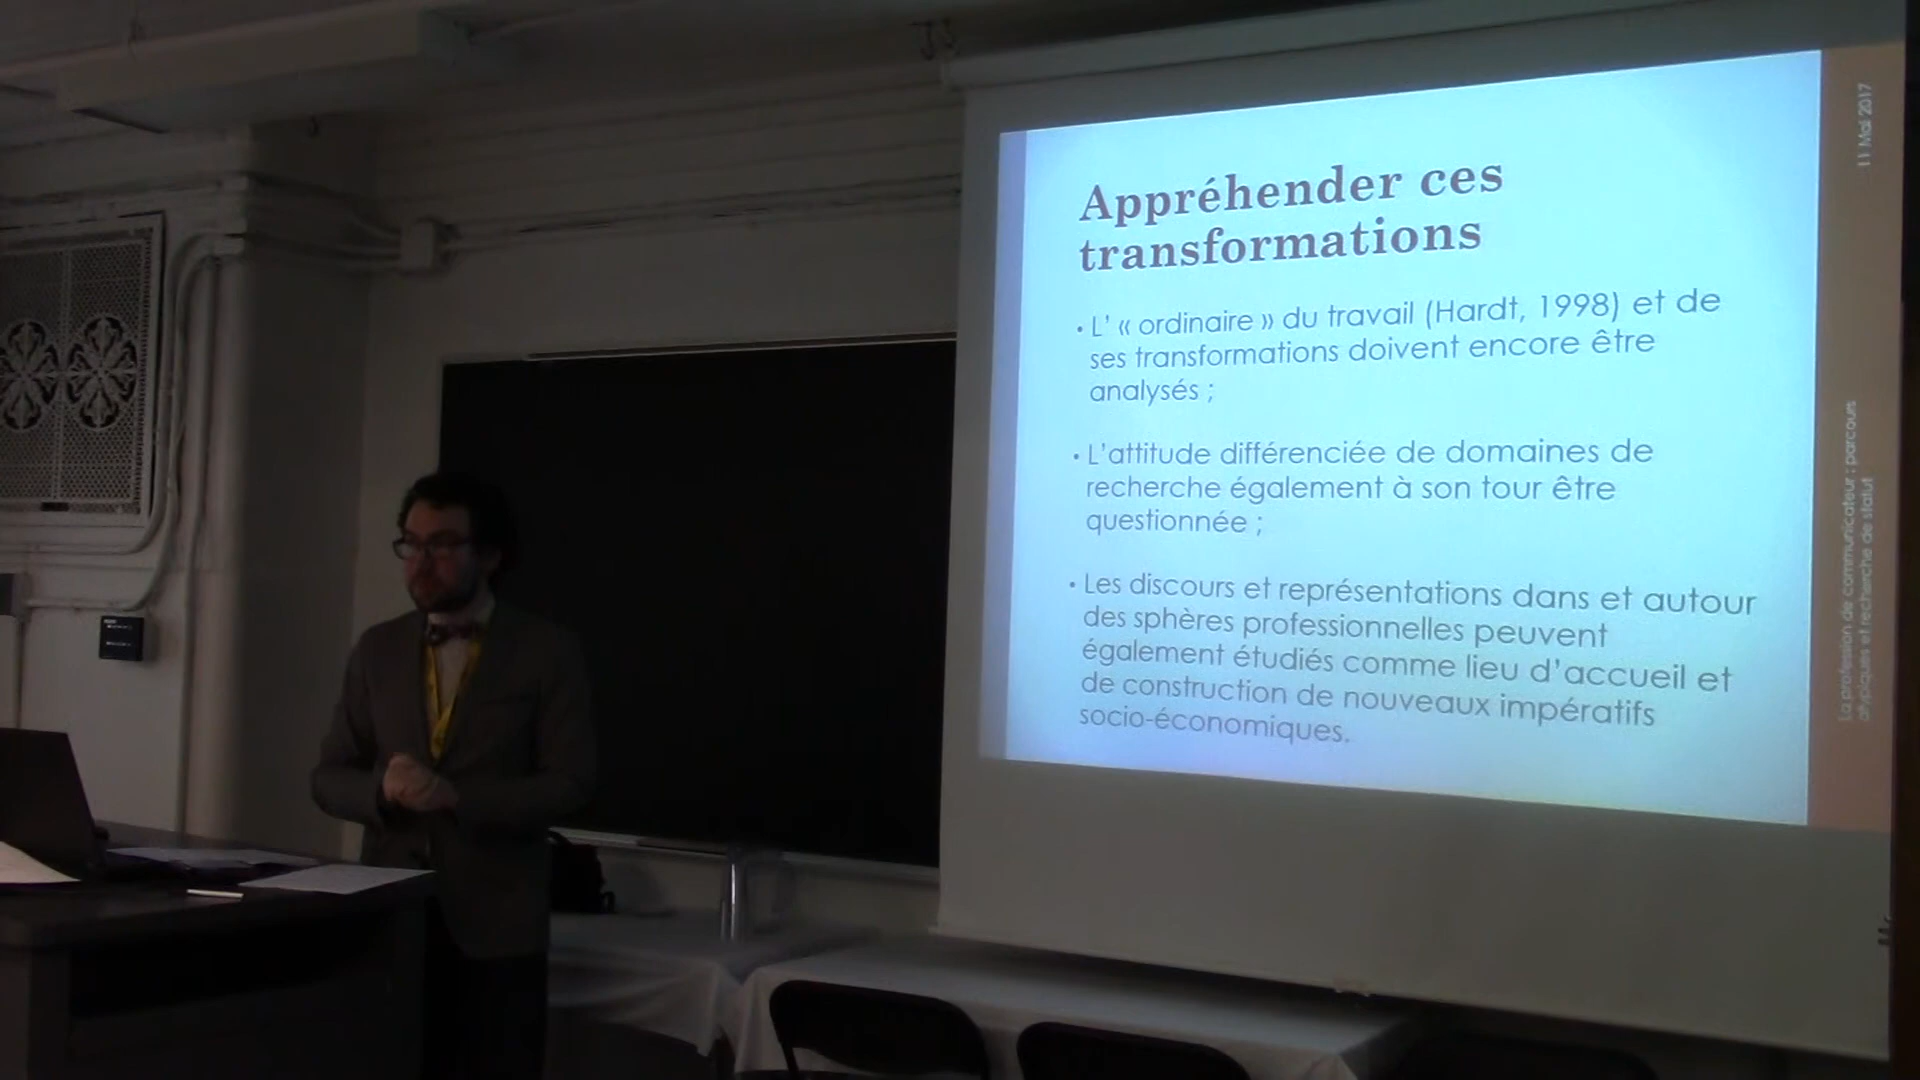 Appréhender ces
transformations
• L' « ordinaire » du travail (Hardt, 1998) et de
ses transformations doivent encore être
analysés ;
• L'attitude différenciée de domaines de
recherche également à son tour être
questionnée ;
• Les discours et représentations dans et autour
des sphères professionnelles peuvent
également étudiés comme lieu d'accueil et
de construction de nouveaux impératifs
socio-économiques.
11 Mai 2017
La profession de communicateur : parcours
atypiques et recherche de statut